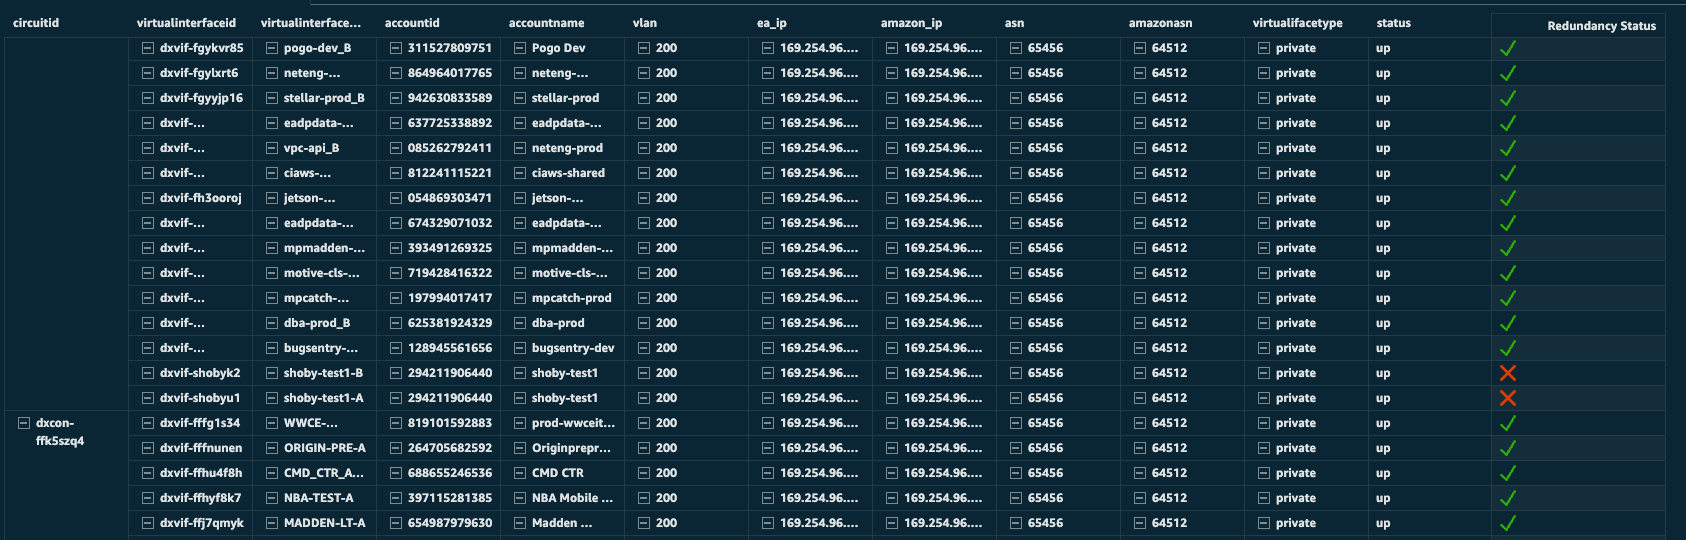 circuitid virtualinterfaceid virtualinterface... accountid accountname vlan ea_ip amazon_ip asn amazonasn virtualifacetype status Redundancy Status
dxvif-fgykvr85 pogo-dev_B 311527809751 Pogo Dev 200 169.254.96.... 169.254.96.... 65456 64512 private up
dxvif-fgylxrt6 neteng-... 864964017765 neteng-... 200 169.254.96.... 169.254.96.... 65456 64512 private up
dxvif-fgyyjp16 stellar-prod_B 942630833589 stellar-prod 200 169.254.96.... 169.254.96.... 65456 64512 private up
dxvif-... eadpdata-... 637725338892 eadpdata-... 200 169.254.96.... 169.254.96.... 65456 64512 private up
dxvif-... vpc-api_B 085262792411 neteng-prod 200 169.254.96.... 169.254.96.... 65456 64512 private up
dxvif-... ciaws-... 812241115221 ciaws-shared 200 169.254.96.... 169.254.96.... 65456 64512 private up
dxvif-fh3ooroj jetson-... 054869303471 jetson-... 200 169.254.96.... 169.254.96.... 65456 64512 private up
dxvif-... eadpdata-... 674329071032 eadpdata-... 200 169.254.96.... 169.254.96.... 65456 64512 private up
dxvif-... mpmadden-... 393491269325 mpmadden-... 200 169.254.96.... 169.254.96.... 65456 64512 private up
dxvif-... motive-cls-... 719428416322 motive-cls-... 200 169.254.96.... 169.254.96.... 65456 64512 private up
dxvif-... mpcatch-... 197994017417 mpcatch-prod 200 169.254.96.... 169.254.96.... 65456 64512 private up
dxvif-... dba-prod_B 625381924329 dba-prod 200 169.254.96.... 169.254.96.... 65456 64512 private up
dxvif-... bugsentry-... 128945561656 bugsentry-dev 200 169.254.96.... 169.254.96.... 65456 64512 private up
dxvif-shobyk2 shoby-test1-B 294211906440 shoby-test1 200 169.254.96.... 169.254.96.... 65456 64512 private up
dxvif-shobyu1 shoby-test1-A 294211906440 shoby-test1 200 169.254.96.... 169.254.96.... 65456 64512 private up
dxcon-ffk5szq4 dxvif-fffg1s34 WWCE-... 819101592883 prod-wwceit... 200 169.254.96.... 169.254.96.... 65456 64512 private up
dxvif-fffnunen ORIGIN-PRE-A 264705682592 Originprepr... 200 169.254.96.... 169.254.96.... 65456 64512 private up
dxvif-ffhu4f8h CMD_CTR_A... 688655246536 CMD CTR 200 169.254.96.... 169.254.96.... 65456 64512 private up
dxvif-ffhyf8k7 NBA-TEST-A 397115281385 NBA Mobile ... 200 169.254.96.... 169.254.96.... 65456 64512 private up
dxvif-ffj7qmyk MADDEN-LT-A 654987979630 Madden ... 200 169.254.96.... 169.254.96.... 65456 64512 private up